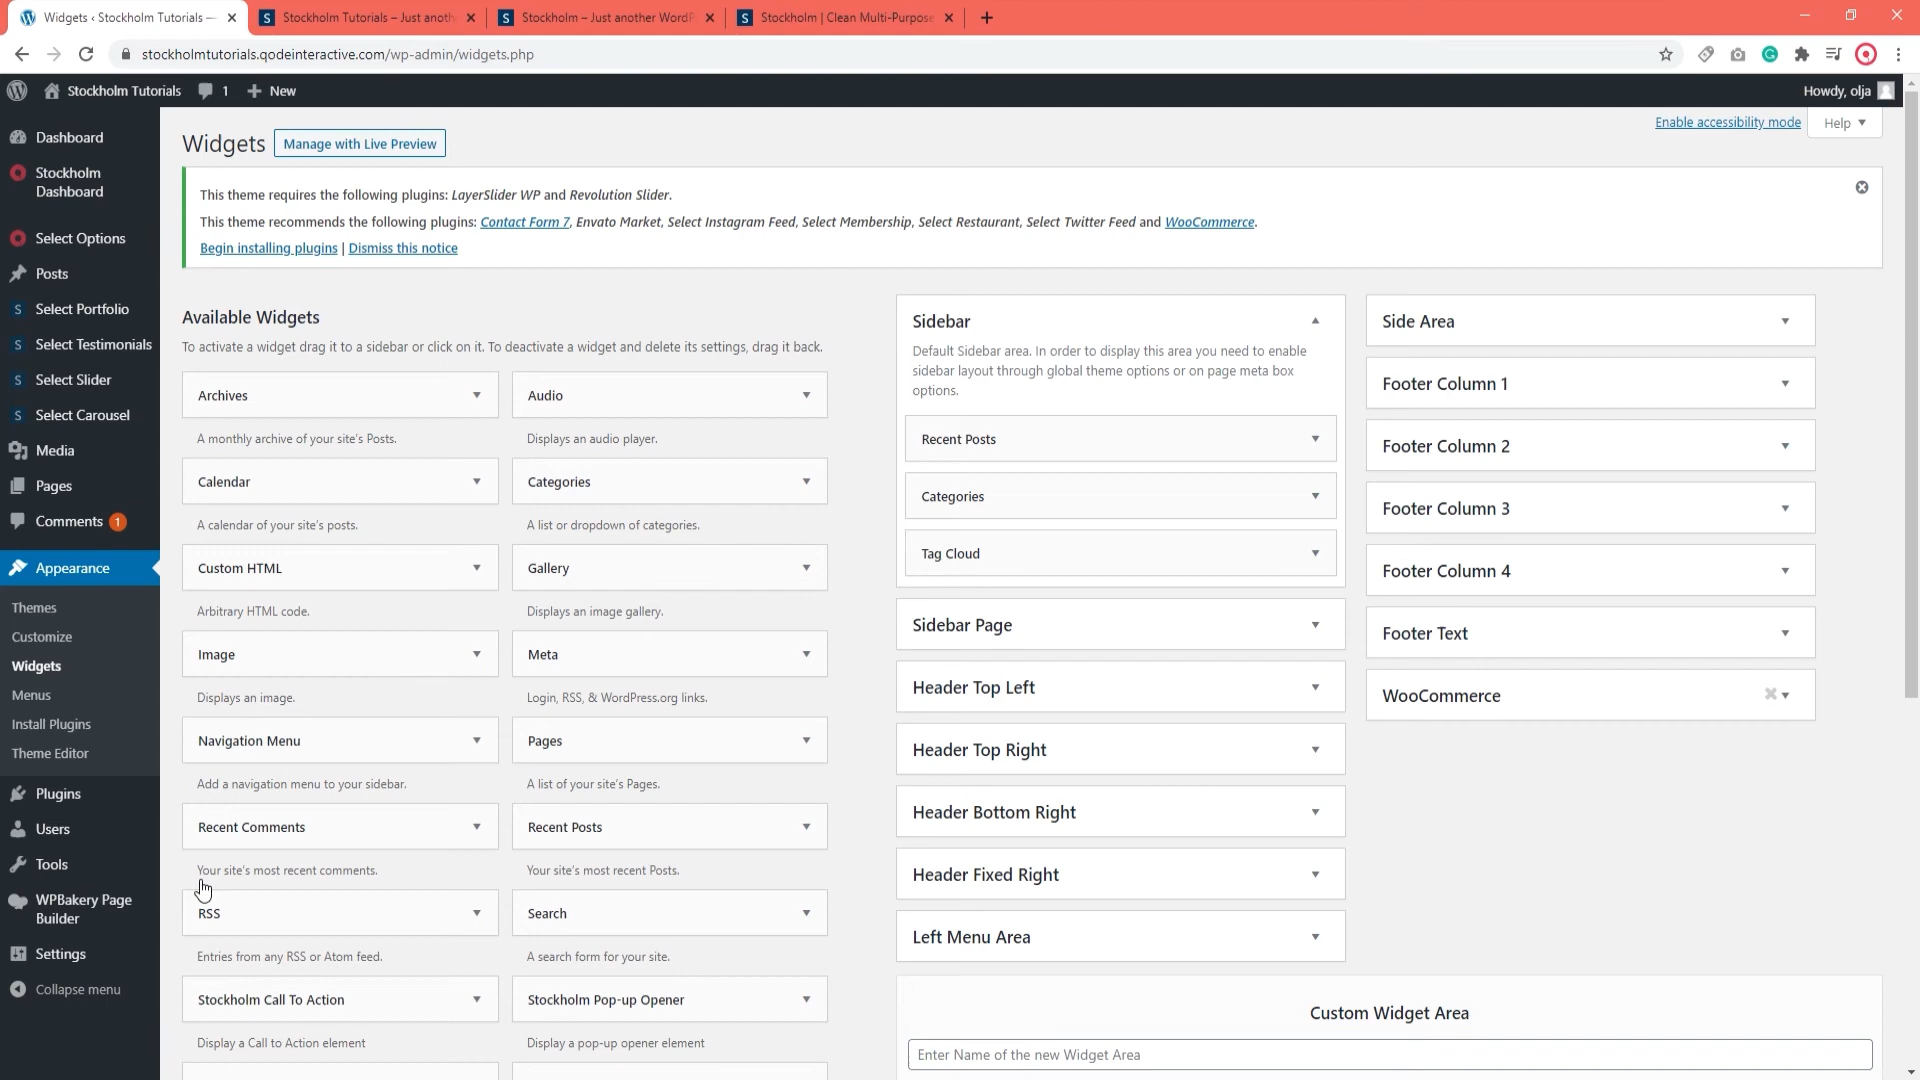 Widgets ‹ Stockholm Tutorials —
Stockholm Tutorials – Just anoth
Stockholm – Just another WordP
Stockholm | Clean Multi-Purpose
stockholmtutorials.qodeinteractive.com/wp-admin/widgets.php
Stockholm Tutorials
1
New
Howdy, olja
Dashboard
Stockholm
Dashboard
Select Options
Posts
Select Portfolio
Select Testimonials
Select Slider
Select Carousel
Media
Pages
Comments 1
Appearance
Themes
Customize
Widgets
Menus
Install Plugins
Theme Editor
Plugins
Users
Tools
WPBakery Page
Builder
Settings
Collapse menu
Enable accessibility mode
Help
Widgets
Manage with Live Preview
This theme requires the following plugins: LayerSlider WP and Revolution Slider.
This theme recommends the following plugins: Contact Form 7, Envato Market, Select Instagram Feed, Select Membership, Select Restaurant, Select Twitter Feed and WooCommerce.
Begin installing plugins | Dismiss this notice
Available Widgets
To activate a widget drag it to a sidebar or click on it. To deactivate a widget and delete its settings, drag it back.
Archives
A monthly archive of your site's Posts.
Audio
Displays an audio player.
Calendar
A calendar of your site's posts.
Categories
A list or dropdown of categories.
Custom HTML
Arbitrary HTML code.
Gallery
Displays an image gallery.
Image
Displays an image.
Meta
Login, RSS, & WordPress.org links.
Navigation Menu
Add a navigation menu to your sidebar.
Pages
A list of your site's Pages.
Recent Comments
Your site's most recent comments.
Recent Posts
Your site's most recent Posts.
RSS
Entries from any RSS or Atom feed.
Search
A search form for your site.
Stockholm Call To Action
Display a Call to Action element
Stockholm Pop-up Opener
Display a pop-up opener element
Sidebar
Default Sidebar area. In order to display this area you need to enable
sidebar layout through global theme options or on page meta box
options.
Recent Posts
Categories
Tag Cloud
Sidebar Page
Header Top Left
Header Top Right
Header Bottom Right
Header Fixed Right
Left Menu Area
Side Area
Footer Column 1
Footer Column 2
Footer Column 3
Footer Column 4
Footer Text
WooCommerce
Custom Widget Area
Enter Name of the new Widget Area